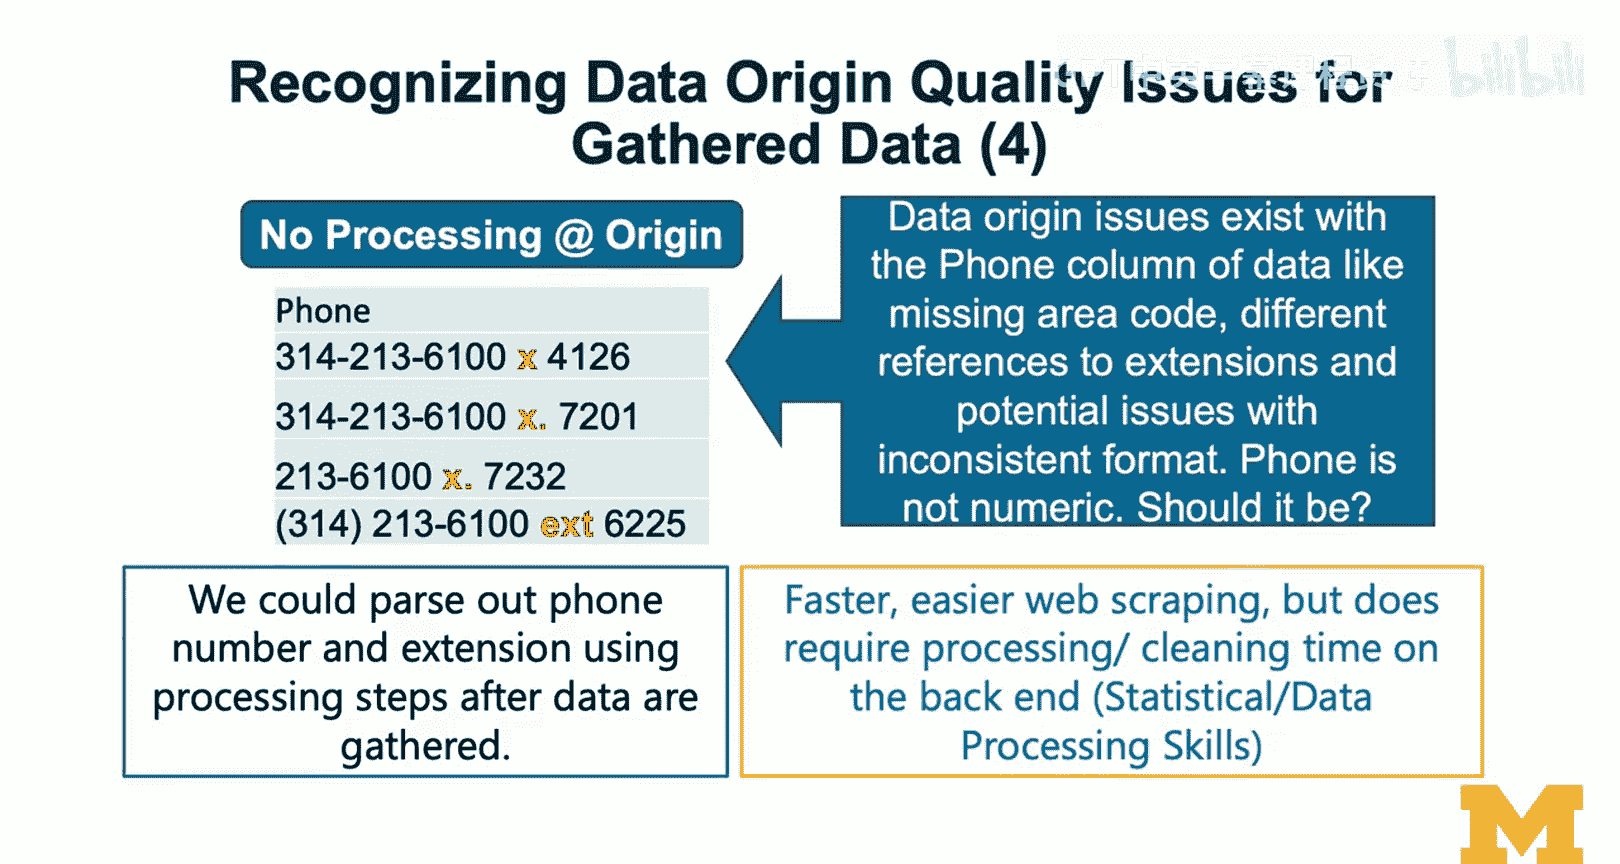 Recognizing Data Origin Quality Issues for
Gathered Data (4)
No Processing @ Origin
Phone
314-213-6100 x 4126
314-213-6100 x. 7201
213-6100 x. 7232
(314) 213-6100 ext 6225
Data origin issues exist with
the Phone column of data like
missing area code, different
references to extensions and
potential issues with
inconsistent format. Phone is
not numeric. Should it be?
We could parse out phone
number and extension using
processing steps after data are
gathered.
Faster, easier web scraping, but does
require processing/ cleaning time on
the back end (Statistical/Data
Processing Skills)
bilibili
M